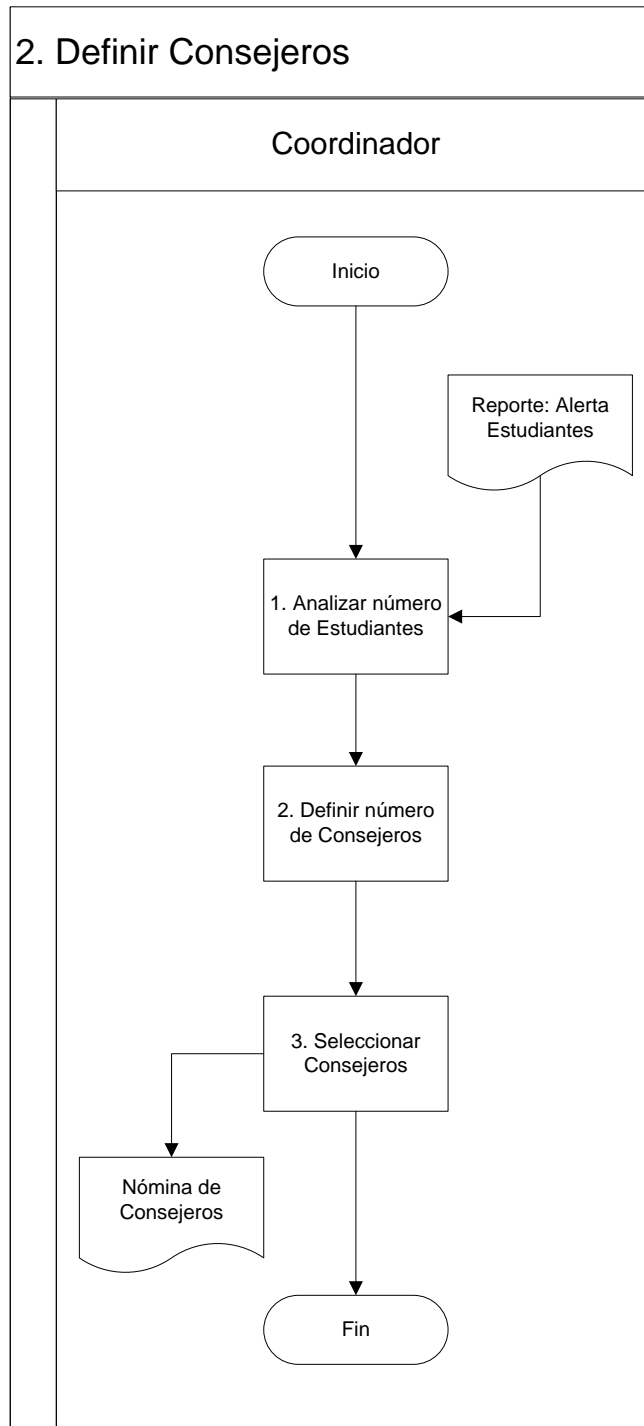 2. Definir Consejeros
Coordinador
Inicio
Reporte: Alerta
Estudiantes
1. Analizar número
de Estudiantes
2. Definir número
de Consejeros
3. Seleccionar
Consejeros
Nómina de
Consejeros
Fin